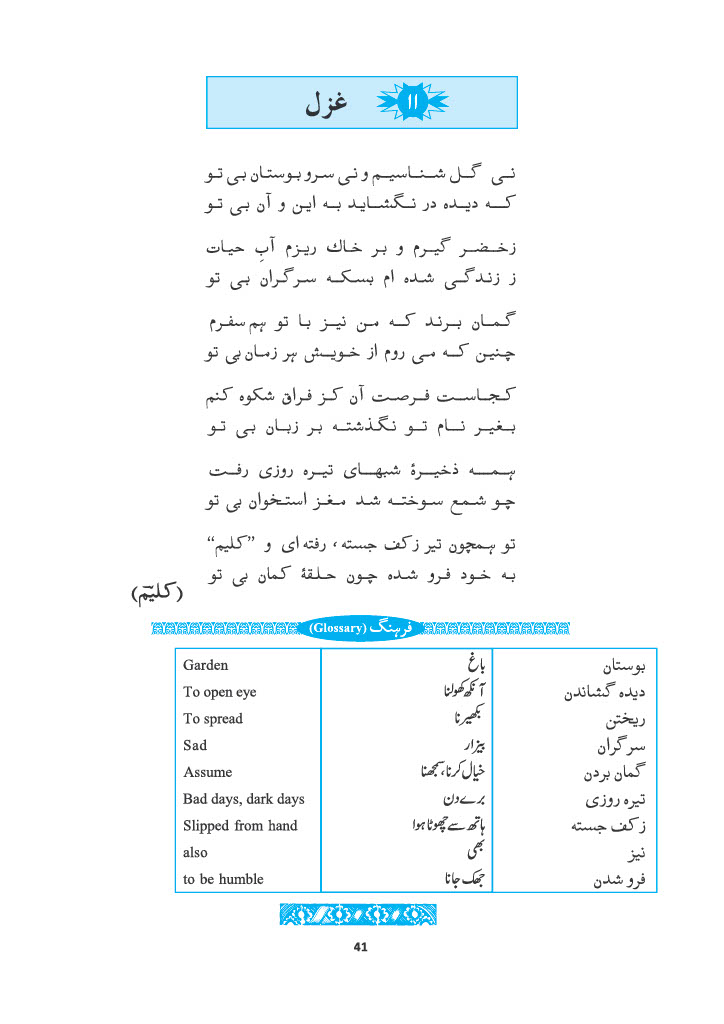 ۱۱ غزل
نی گل شناسیم و نی سرو بوستان بی تو
که دیده در نگشاید به این و آن بی تو
زخضر گیرم و بر خاك ریزم آبِ حیات
ز زندگی شده ام بسکه سرگران بی تو
گمان برند که من نیز با تو هم سفرم
چنین که می روم از خویش هر زمان بی تو
کجاست فرصت آن کز فراق شکوه کنم
بغیر نام تو نگذشته بر زبان بی تو
همه ذخیرهٔ شبهای تیره روزی رفت
چو شمع سوخته شد مغز استخوان بی تو
تو همچون تیر زکف جسته، رفته ای و ”کلیم“
به خود فرو شده چون حلقهٔ کمان بی تو
(کلیمؔ)
فرہنگ (Glossary)
بوستان باغ Garden
دیده گشاندن آنکھ کھولنا To open eye
ریختن بکھیرنا To spread
سرگران بیزار Sad
گمان بردن خیال کرنا، سمجھنا Assume
تیره روزی برے دن Bad days, dark days
زکف جسته ہاتھ سے چھوٹا ہوا Slipped from hand
نیز بھی also
فرو شدن جھک جانا to be humble
41